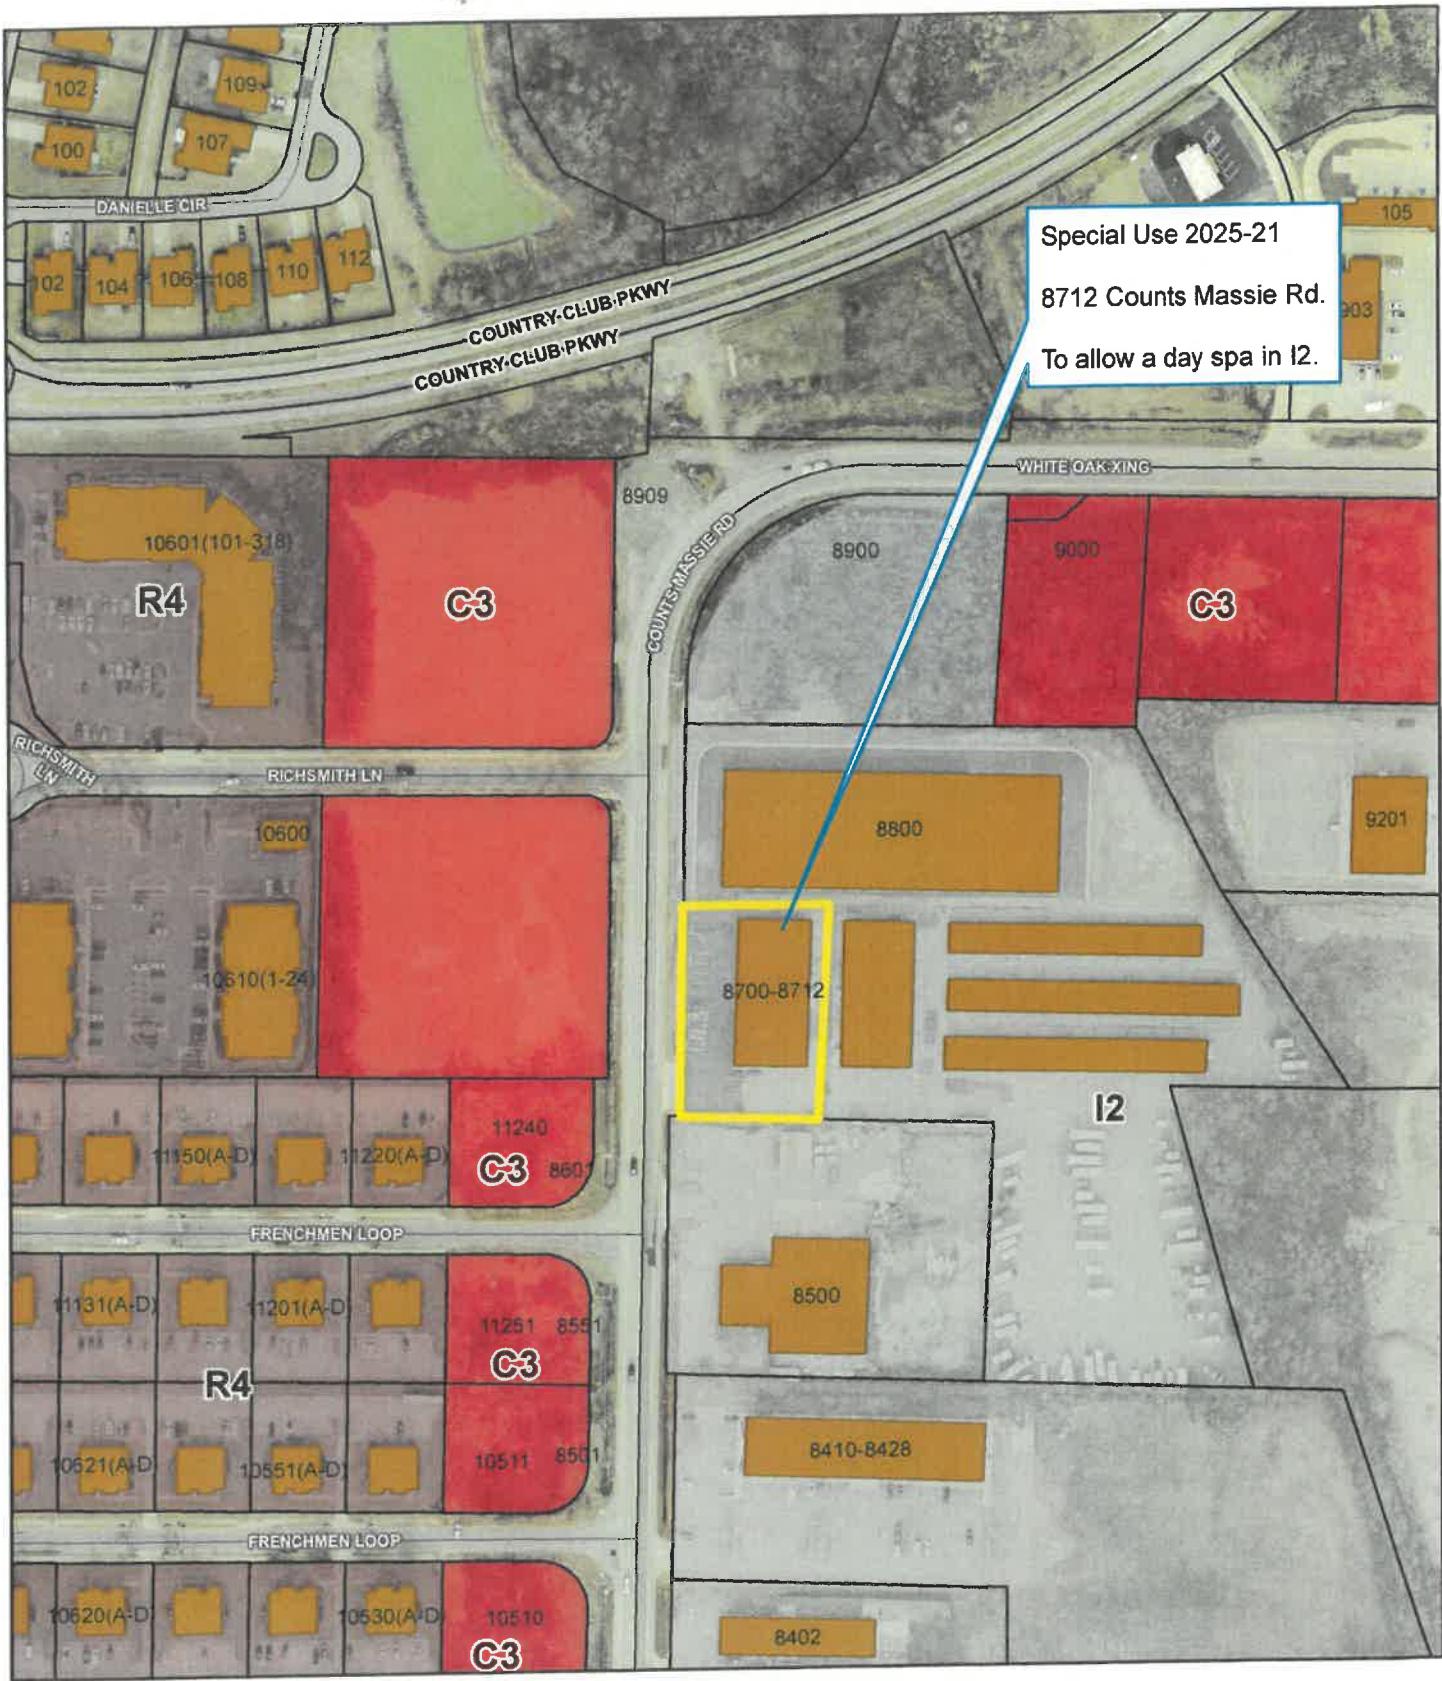 102
109
100
107
DANIELLE CIR
105
Special Use 2025-21
8712 Counts Massie Rd.
To allow a day spa in I2.
102
104
106
108
110
112
903
COUNTRY CLUB PKWY
COUNTRY CLUB PKWY
WHITE OAK XING
8909
10601(101-318)
COUNTS MASSIE RD
8900
9000
R4
C3
C3
RICHSMITH LN
RICHSMITH LN
10600
8800
9201
10610(1-24)
8700-8712
I2
11240
11150(A-D)
11220(A-D)
C3
8601
FRENCHMEN LOOP
11131(A-D)
11201(A-D)
8500
11251
8551
C3
R4
10621(A-D)
10551(A-D)
10511
8501
8410-8428
FRENCHMEN LOOP
10620(A-D)
10530(A-D)
10510
8402
C3